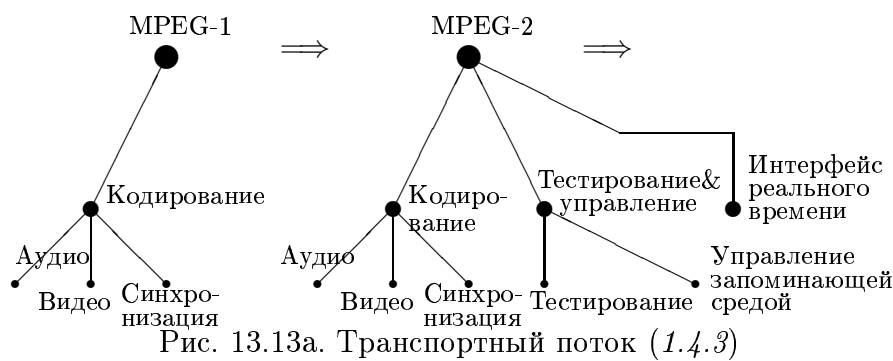 MPEG-1 ⟹ MPEG-2 ⟹
Кодирование
Аудио
Видео
Синхро-
низация
Кодиро-
вание
Тестирование&
управление
Интерфейс
реального
времени
Аудио
Видео
Синхро-
низация
Тестирование
Управление
запоминающей
средой
Рис. 13.13а. Транспортный поток (1.4.3)